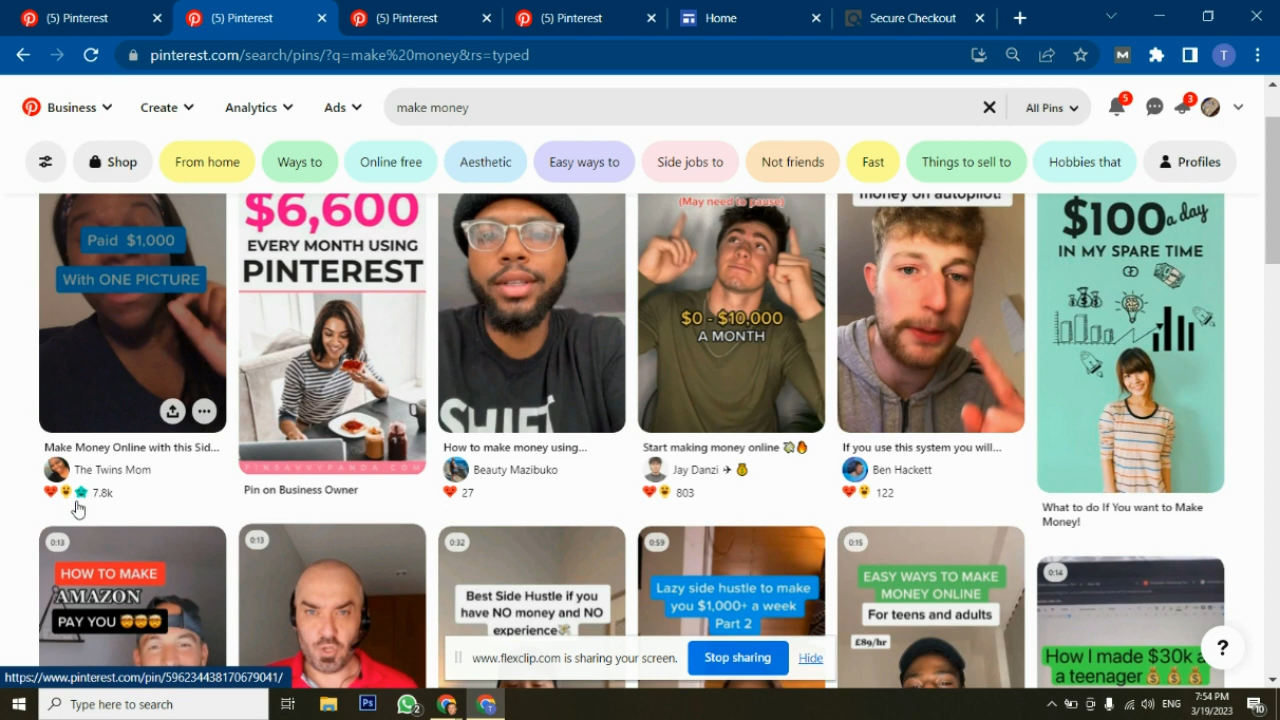 (5) Pinterest
(5) Pinterest
(5) Pinterest
(5) Pinterest
Home
Secure Checkout
pinterest.com/search/pins/?q=make%20money&rs=typed
M
T
Business
Create
Analytics
Ads
make money
All Pins
5
3
Shop
From home
Ways to
Online free
Aesthetic
Easy ways to
Side jobs to
Not friends
Fast
Things to sell to
Hobbies that
Profiles
Paid $1,000
With ONE PICTURE
Make Money Online with this Sid...
The Twins Mom
7.8k
$6,600
EVERY MONTH USING
PINTEREST
PINSAVVYPANDA.COM
Pin on Business Owner
SHIFT
How to make money using...
Beauty Mazibuko
27
(May need to pause)
$0 - $10,000
A MONTH
Start making money online 💸🔥
Jay Danzi ✈ 💰
803
money on autopilot!
If you use this system you will...
Ben Hackett
122
$100 a day
IN MY SPARE TIME
What to do If You want to Make
Money!
0:13
HOW TO MAKE
AMAZON
PAY YOU 🤯🤯🤯
0:13
0:32
Best Side Hustle if you
have NO money and NO
experience💸
0:59
Lazy side hustle to make
you $1,000+ a week
Part 2
0:15
EASY WAYS TO MAKE
MONEY ONLINE
For teens and adults
£89/hr
0:14
How I made $30k a
a teenager 💰💰💰
?
www.flexclip.com is sharing your screen.
Stop sharing
Hide
https://www.pinterest.com/pin/596234438170679041/
Type here to search
Ps
2
T
ENG
7:54 PM
3/19/2023
10